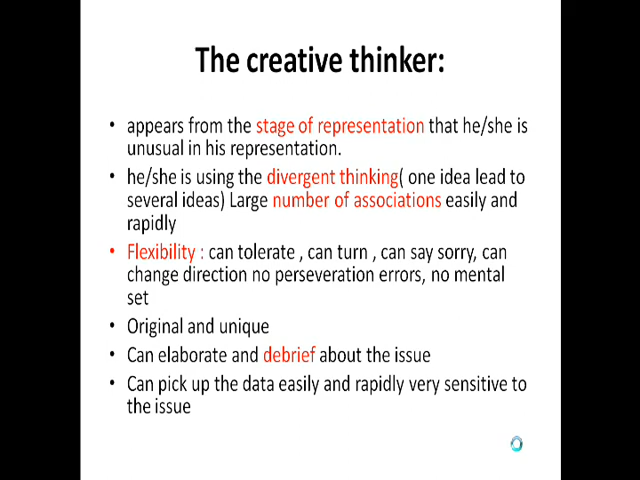 The creative thinker:
• appears from the stage of representation that he/she is
unusual in his representation.
• he/she is using the divergent thinking( one idea lead to
several ideas) Large number of associations easily and
rapidly
• Flexibility : can tolerate , can turn , can say sorry, can
change direction no perseveration errors, no mental
set
• Original and unique
• Can elaborate and debrief about the issue
• Can pick up the data easily and rapidly very sensitive to
the issue